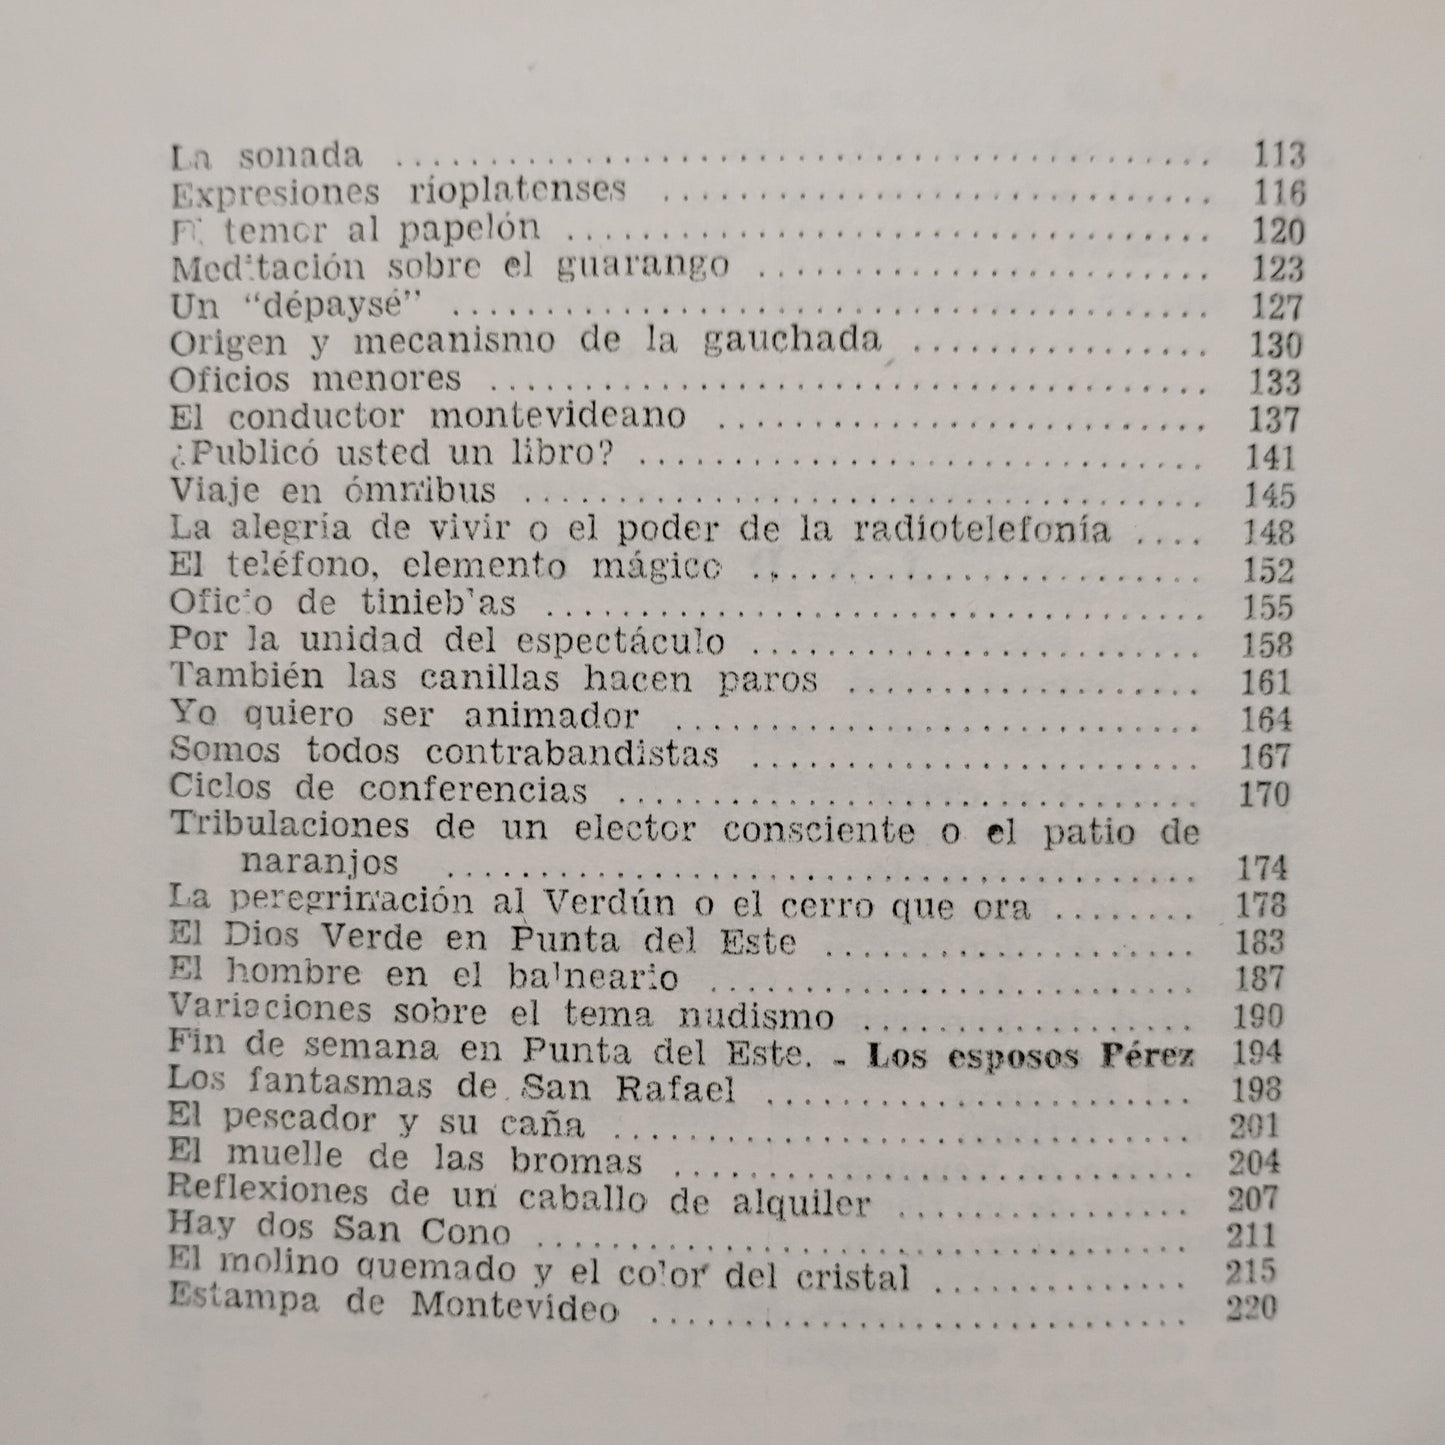 La sonada ........................................ 113
Expresiones rioplatenses ............................. 116
El temor al papelón .................................. 120
Meditación sobre el guarango ........................ 123
Un “dépaysé” ........................................ 127
Origen y mecanismo de la gauchada ................ 130
Oficios menores ...................................... 133
El conductor montevideano .......................... 137
¿Publicó usted un libro? .............................. 141
Viaje en ómnibus .................................... 145
La alegría de vivir o el poder de la radiotelefonía .... 148
El teléfono, elemento mágico ........................ 152
Oficio de tinieblas ................................... 155
Por la unidad del espectáculo ........................ 158
También las canillas hacen paros ................... 161
Yo quiero ser animador ............................ 164
Somos todos contrabandistas ........................ 167
Ciclos de conferencias ............................... 170
Tribulaciones de un elector consciente o el patio de
naranjos ........................................ 174
La peregrinación al Verdún o el cerro que ora ........ 178
El Dios Verde en Punta del Este .................... 183
El hombre en el balneario .......................... 187
Variaciones sobre el tema nudismo .................. 190
Fin de semana en Punta del Este. - Los esposos Pérez 194
Los fantasmas de San Rafael ....................... 198
El pescador y su caña ............................... 201
El muelle de las bromas ............................ 204
Reflexiones de un caballo de alquiler ................ 207
Hay dos San Cono ................................... 211
El molino quemado y el color del cristal ............. 215
Estampa de Montevideo ............................. 220